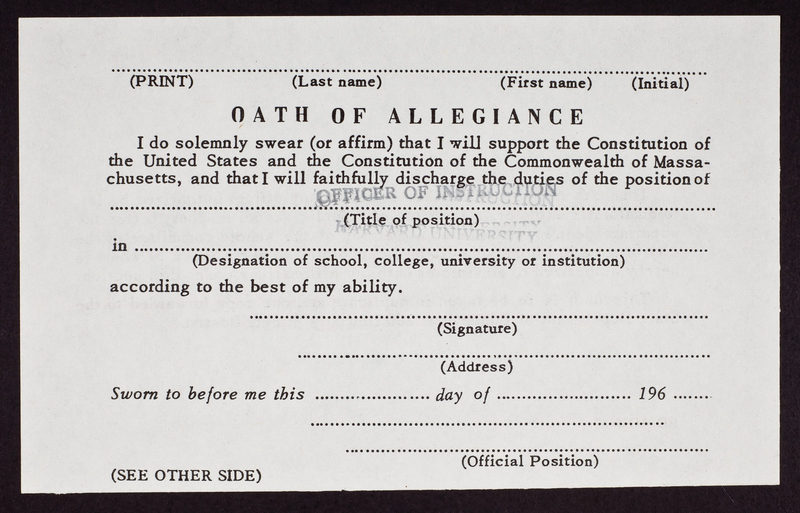 (PRINT) (Last name) (First name) (Initial)
OATH OF ALLEGIANCE
I do solemnly swear (or affirm) that I will support the Constitution of
the United States and the Constitution of the Commonwealth of Massa-
chusetts, and that I will faithfully discharge the duties of the position of
OFFICER OF INSTRUCTION
(Title of position)
HARVARD UNIVERSITY
in
(Designation of school, college, university or institution)
according to the best of my ability.
(Signature)
(Address)
Sworn to before me this day of 196
(Official Position)
(SEE OTHER SIDE)